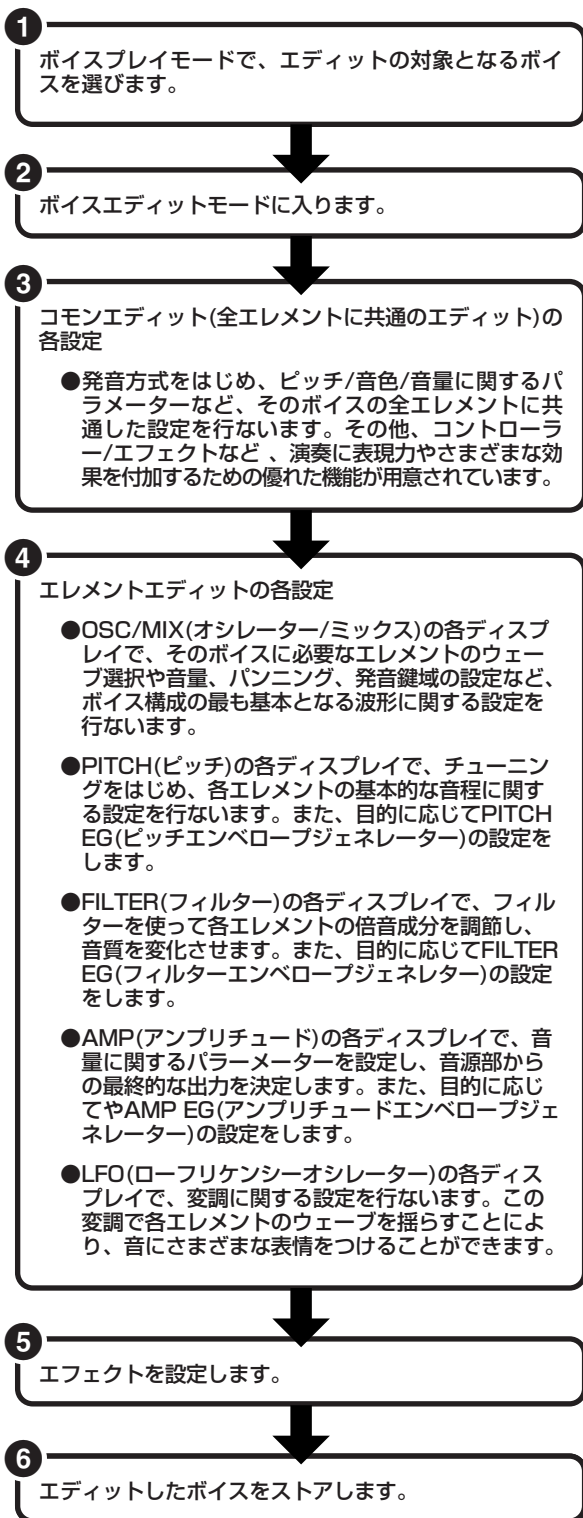 1
ボイスプレイモードで、エディットの対象となるボイ
スを選びます。
2
ボイスエディットモードに入ります。
3
コモンエディット(全エレメントに共通のエディット)の
各設定
●発音方式をはじめ、ピッチ/音色/音量に関するパ
ラメーターなど、そのボイスの全エレメントに共
通した設定を行ないます。その他、コントローラ
ー/エフェクトなど 、演奏に表現力やさまざまな効
果を付加するための優れた機能が用意されています。
4
エレメントエディットの各設定
●OSC/MIX(オシレーター/ミックス)の各ディスプ
レイで、そのボイスに必要なエレメントのウェー
ブ選択や音量、パンニング、発音鍵域の設定など、
ボイス構成の最も基本となる波形に関する設定を
行ないます。
●PITCH(ピッチ)の各ディスプレイで、チューニン
グをはじめ、各エレメントの基本的な音程に関す
る設定を行ないます。また、目的に応じてPITCH
EG(ピッチエンベロープジェネレーター)の設定を
します。
●FILTER(フィルター)の各ディスプレイで、フィル
ターを使って各エレメントの倍音成分を調節し、
音質を変化させます。また、目的に応じてFILTER
EG(フィルターエンベロープジェネレター)の設定
をします。
●AMP(アンプリチュード)の各ディスプレイで、音
量に関するパラーメーターを設定し、音源部から
の最終的な出力を決定します。また、目的に応じ
てやAMP EG(アンプリチュードエンベロープジェ
ネレーター)の設定をします。
●LFO(ローフリケンシーオシレーター)の各ディス
プレイで、変調に関する設定を行ないます。この
変調で各エレメントのウェーブを揺らすことによ
り、音にさまざまな表情をつけることができます。
5
エフェクトを設定します。
6
エディットしたボイスをストアします。